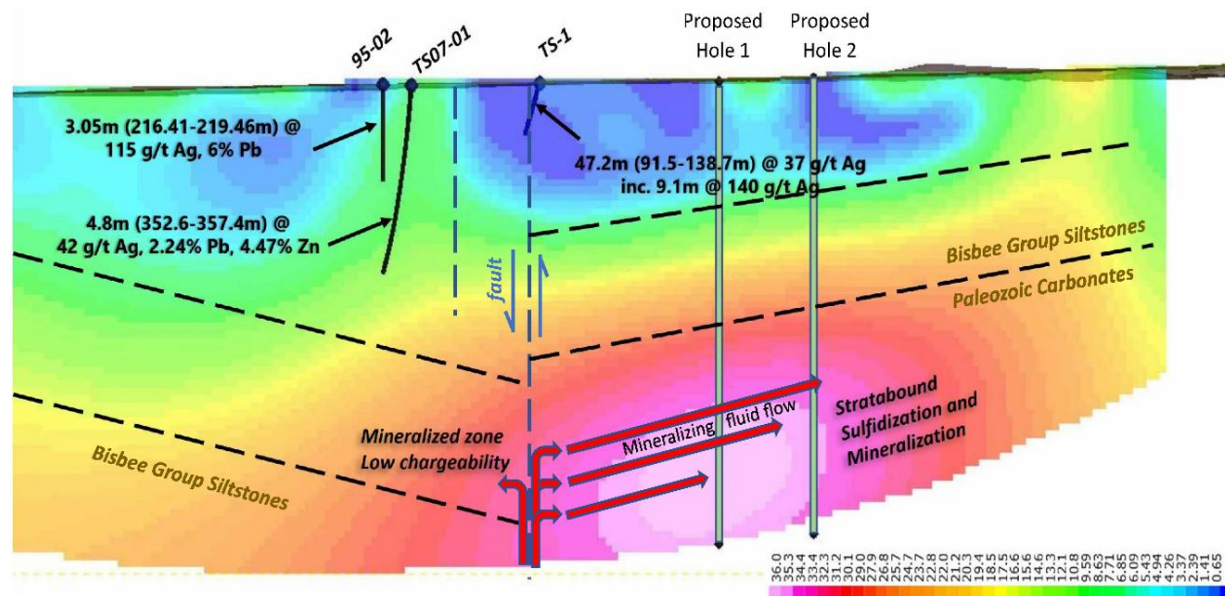 95-02
TS07-01
TS-1
Proposed
Hole 1
Proposed
Hole 2
3.05m (216.41-219.46m) @
115 g/t Ag, 6% Pb
47.2m (91.5-138.7m) @ 37 g/t Ag
inc. 9.1m @ 140 g/t Ag
4.8m (352.6-357.4m) @
42 g/t Ag, 2.24% Pb, 4.47% Zn
fault
Bisbee Group Siltstones
Paleozoic Carbonates
Mineralized zone
Low chargeability
Mineralizing fluid flow
Stratabound
Sulfidization and
Mineralization
Bisbee Group Siltstones
36.0
35.3
34.4
33.4
32.3
31.2
30.1
29.0
27.9
26.8
25.7
24.7
23.7
22.8
22.0
21.2
20.3
19.4
18.5
17.5
16.6
15.6
14.6
13.3
12.1
10.8
9.59
8.63
7.71
6.85
6.09
5.43
4.94
4.26
3.37
2.39
1.41
0.65